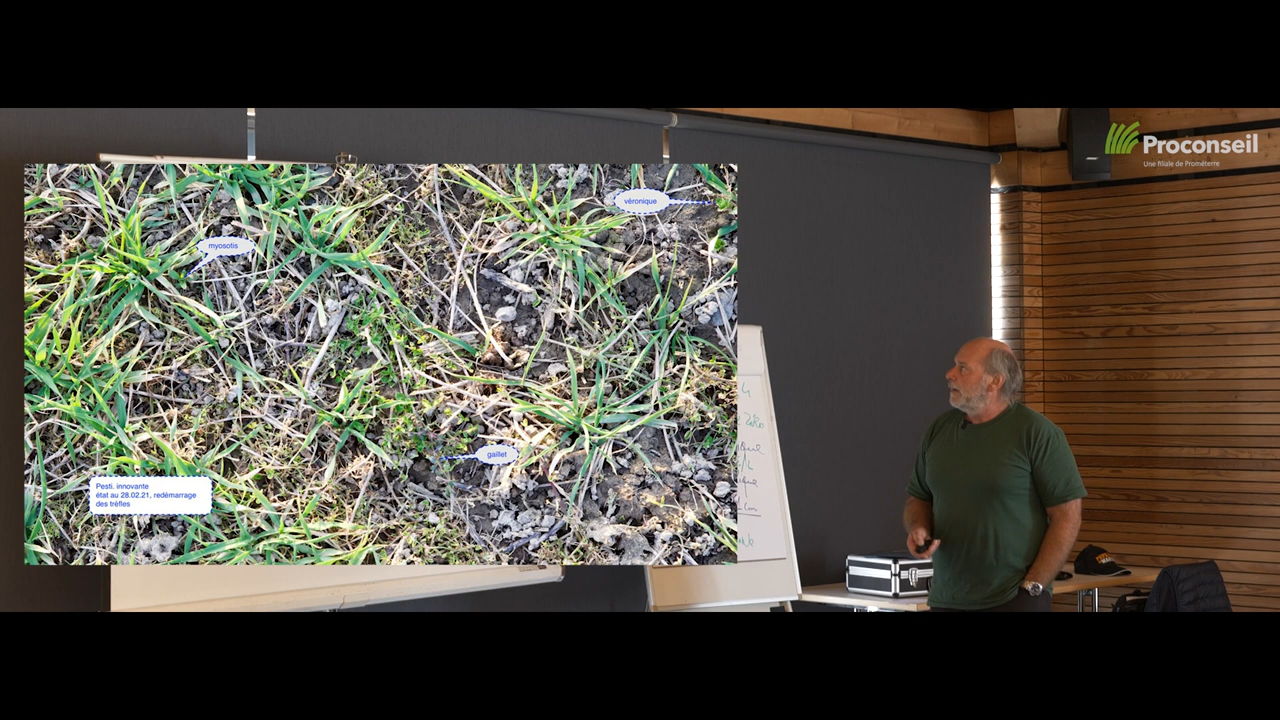 Proconseil
Une filiale de Prométerre
véronique
myosotis
gaillet
Pesti. innovante
état au 28.02.21, redémarrage
des trèfles